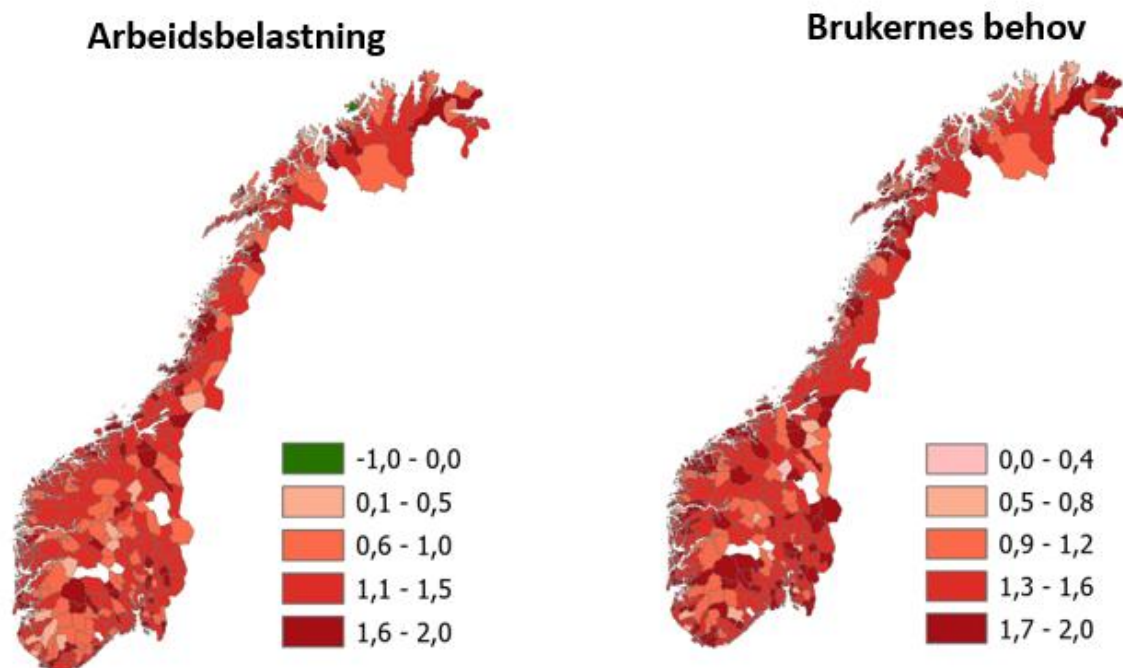 Arbeidsbelastning
-1,0 - 0,0
0,1 - 0,5
0,6 - 1,0
1,1 - 1,5
1,6 - 2,0
Brukernes behov
0,0 - 0,4
0,5 - 0,8
0,9 - 1,2
1,3 - 1,6
1,7 - 2,0